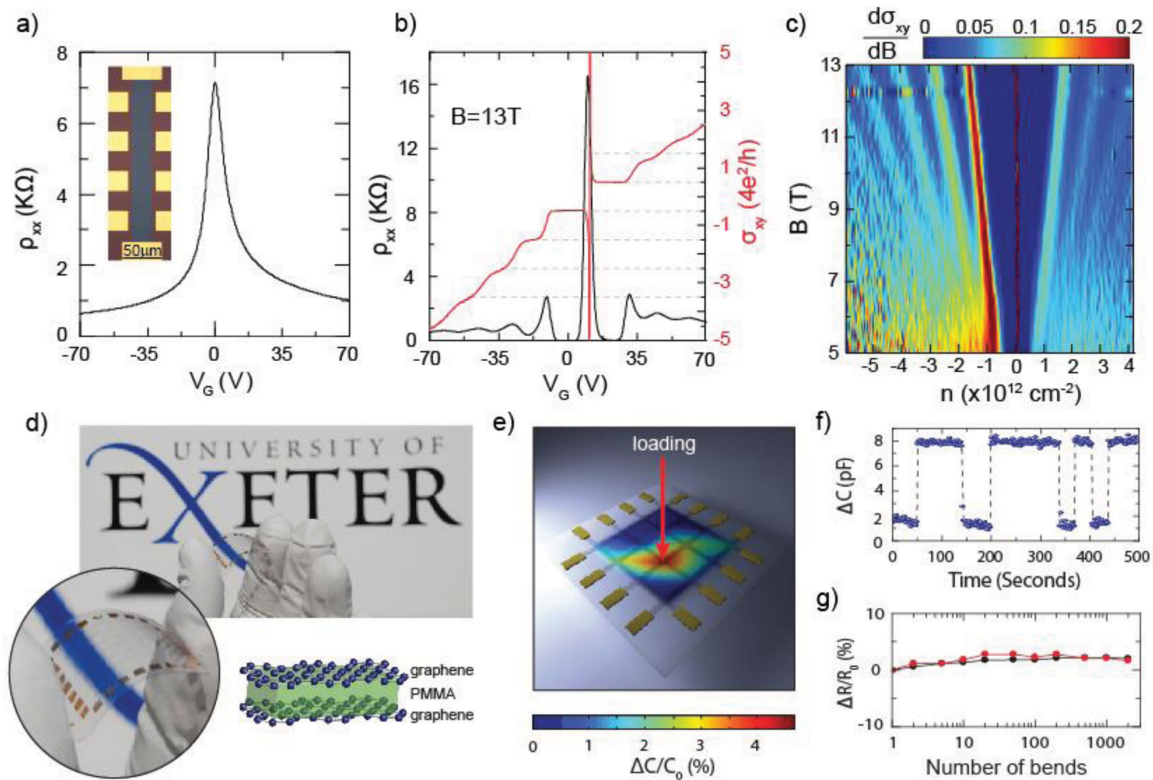 a)
8
7
6
5
4
3
2
1
0
ρxx (KΩ)
50µm
-70 -35 0 35 70
VG (V)
b)
16
12
8
4
0
ρxx (KΩ)
B=13T
5
3
1
-1
-3
-5
σxy (4e²/h)
-70 -35 0 35 70
VG (V)
c)
dσxy
dB
0 0.05 0.1 0.15 0.2
13
11
9
7
5
B (T)
-5 -4 -3 -2 -1 0 1 2 3 4
n (x10¹² cm⁻²)
d)
UNIVERSITY OF
EXETER
graphene
PMMA
graphene
e)
loading
0 1 2 3 4
ΔC/C₀ (%)
f)
8
6
4
2
0
ΔC (pF)
0 100 200 300 400 500
Time (Seconds)
g)
10
0
-10
ΔR/R₀ (%)
1 10 100 1000
Number of bends